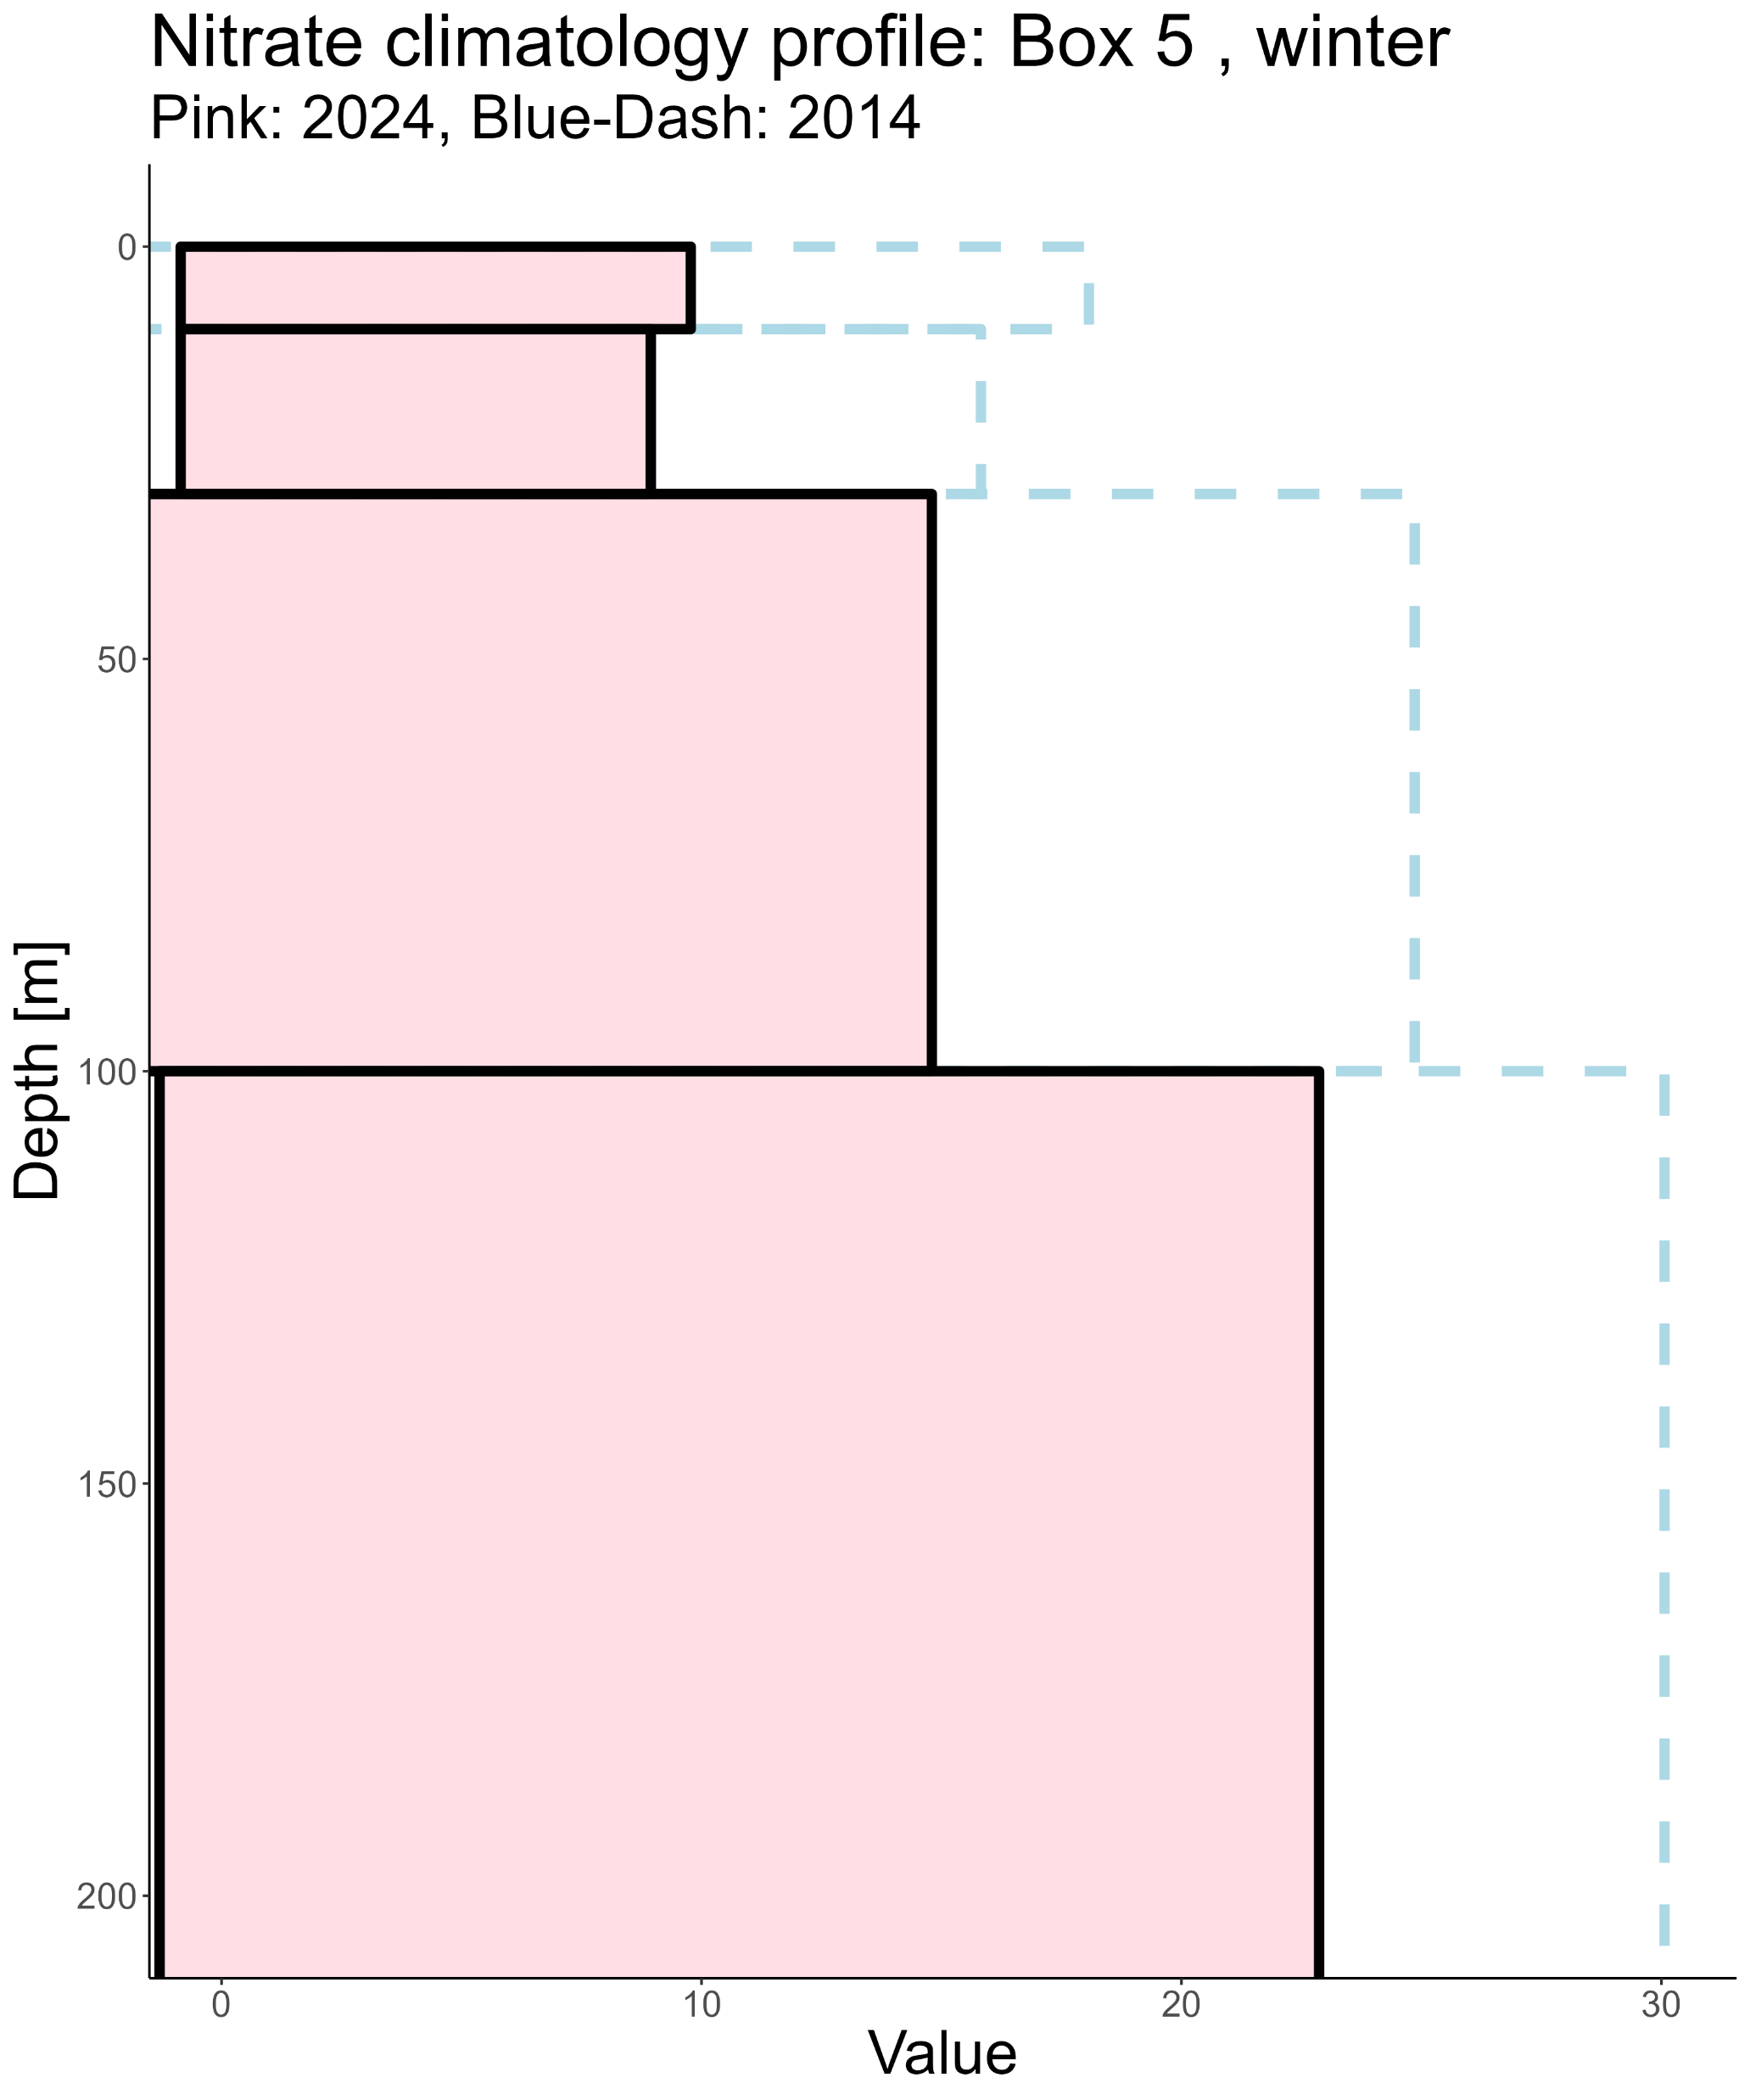 Nitrate climatology profile: Box 5 , winter
Pink: 2024, Blue-Dash: 2014
0
50
100
150
200
Depth [m]
0 10 20 30
Value